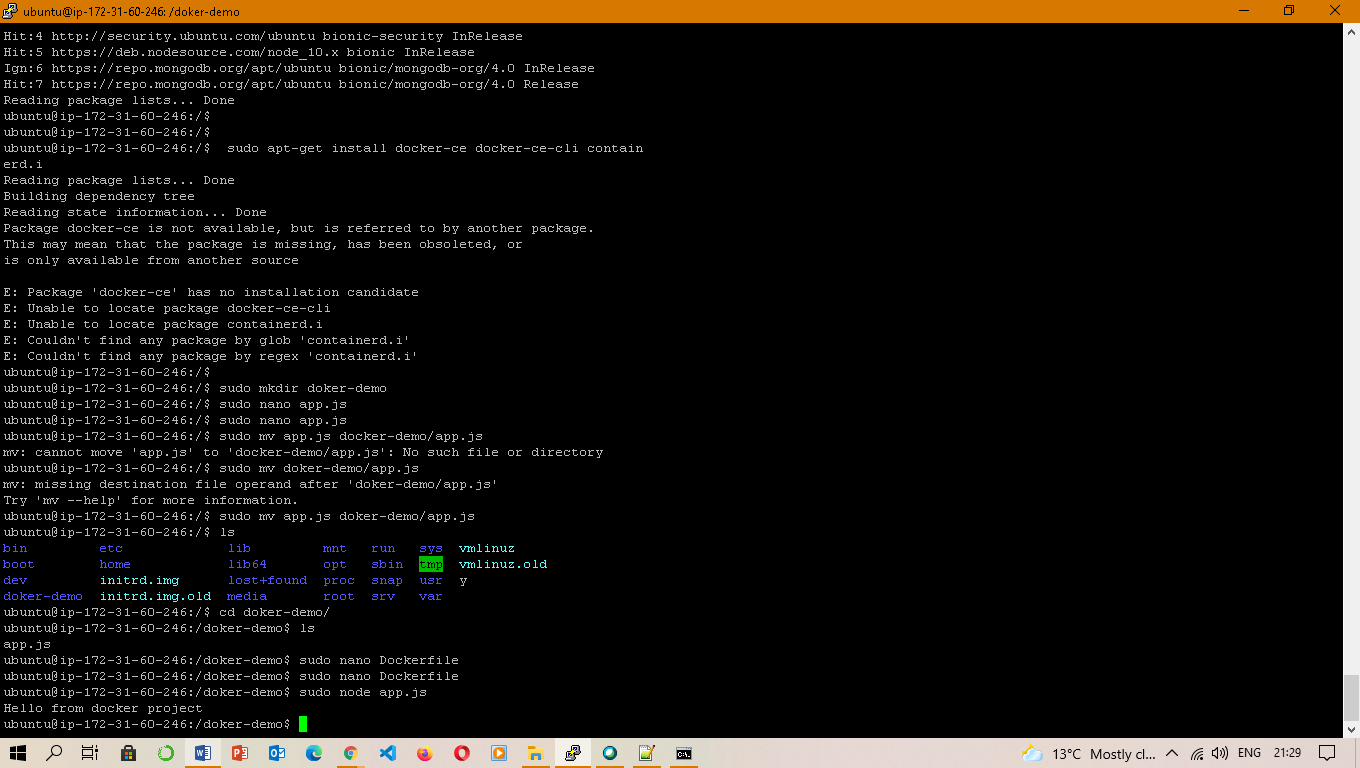 ubuntu@ip-172-31-60-246: /doker-demo
Hit:4 http://security.ubuntu.com/ubuntu bionic-security InRelease
Hit:5 https://deb.nodesource.com/node_10.x bionic InRelease
Ign:6 https://repo.mongodb.org/apt/ubuntu bionic/mongodb-org/4.0 InRelease
Hit:7 https://repo.mongodb.org/apt/ubuntu bionic/mongodb-org/4.0 Release
Reading package lists... Done
ubuntu@ip-172-31-60-246:/$
ubuntu@ip-172-31-60-246:/$
ubuntu@ip-172-31-60-246:/$  sudo apt-get install docker-ce docker-ce-cli contain
erd.i
Reading package lists... Done
Building dependency tree
Reading state information... Done
Package docker-ce is not available, but is referred to by another package.
This may mean that the package is missing, has been obsoleted, or
is only available from another source
E: Package 'docker-ce' has no installation candidate
E: Unable to locate package docker-ce-cli
E: Unable to locate package containerd.i
E: Couldn't find any package by glob 'containerd.i'
E: Couldn't find any package by regex 'containerd.i'
ubuntu@ip-172-31-60-246:/$
ubuntu@ip-172-31-60-246:/$ sudo mkdir doker-demo
ubuntu@ip-172-31-60-246:/$ sudo nano app.js
ubuntu@ip-172-31-60-246:/$ sudo nano app.js
ubuntu@ip-172-31-60-246:/$ sudo mv app.js docker-demo/app.js
mv: cannot move 'app.js' to 'docker-demo/app.js': No such file or directory
ubuntu@ip-172-31-60-246:/$ sudo mv doker-demo/app.js
mv: missing destination file operand after 'doker-demo/app.js'
Try 'mv --help' for more information.
ubuntu@ip-172-31-60-246:/$ sudo mv app.js doker-demo/app.js
ubuntu@ip-172-31-60-246:/$ ls
bin etc lib mnt run sys vmlinuz
boot home lib64 opt sbin tmp vmlinuz.old
dev initrd.img lost+found proc snap usr y
doker-demo initrd.img.old media root srv var
ubuntu@ip-172-31-60-246:/$ cd doker-demo/
ubuntu@ip-172-31-60-246:/doker-demo$ ls
app.js
ubuntu@ip-172-31-60-246:/doker-demo$ sudo nano Dockerfile
ubuntu@ip-172-31-60-246:/doker-demo$ sudo nano Dockerfile
ubuntu@ip-172-31-60-246:/doker-demo$ sudo node app.js
Hello from docker project
ubuntu@ip-172-31-60-246:/doker-demo$
13°C Mostly cl... ENG 21:29